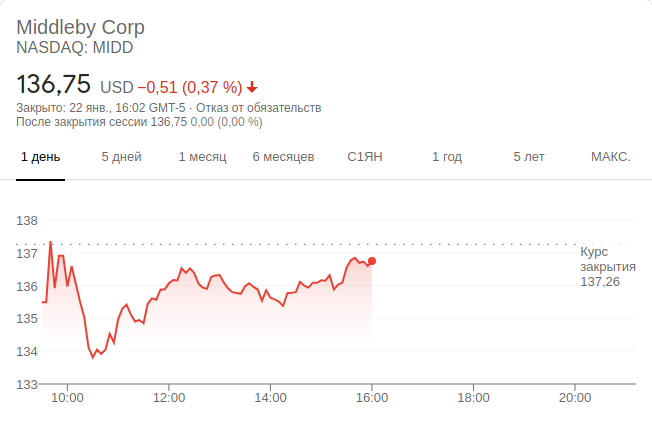 Middleby Corp
NASDAQ: MIDD
136,75 USD −0,51 (0,37 %)
Закрыто: 22 янв., 16:02 GMT-5 · Отказ от обязательств
После закрытия сессии 136,75 0,00 (0,00 %)
1 день 5 дней 1 месяц 6 месяцев С1ЯН 1 год 5 лет МАКС.
138
137
136
135
134
133
Курс
закрытия
137,26
10:00 12:00 14:00 16:00 18:00 20:00